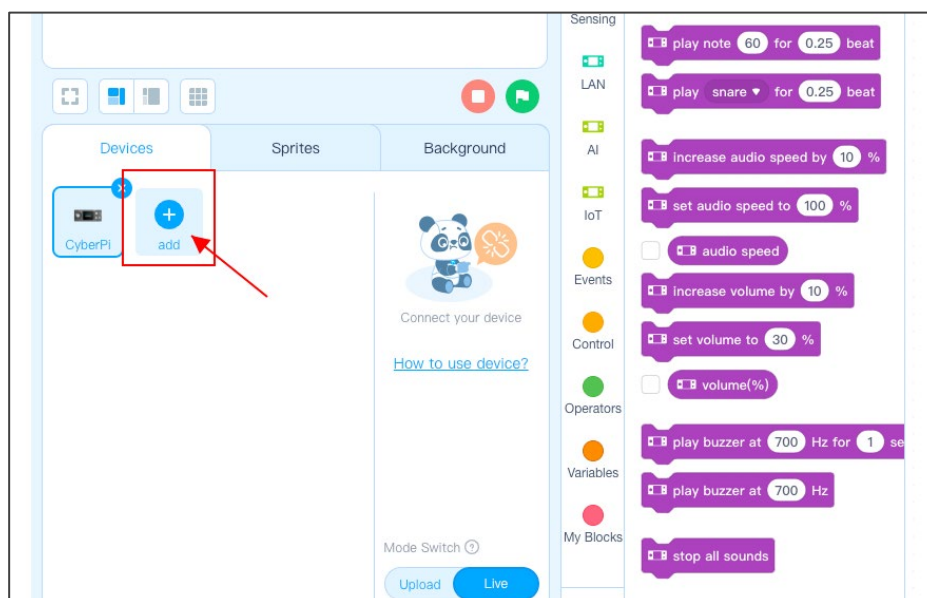 Devices
Sprites
Background
CyberPi
add
Connect your device
How to use device?
Mode Switch ?
Upload
Live
Sensing
LAN
AI
IoT
Events
Control
Operators
Variables
My Blocks
play note 60 for 0.25 beat
play snare for 0.25 beat
increase audio speed by 10 %
set audio speed to 100 %
audio speed
increase volume by 10 %
set volume to 30 %
volume(%)
play buzzer at 700 Hz for 1 se
play buzzer at 700 Hz
stop all sounds